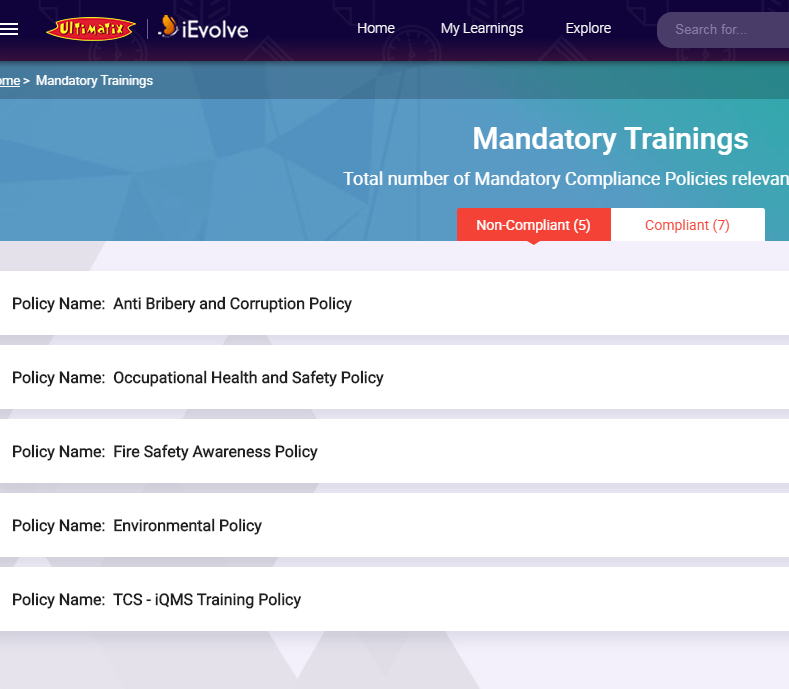 Ultimatix iEvolve Home My Learnings Explore Search for...
ome > Mandatory Trainings
Mandatory Trainings
Total number of Mandatory Compliance Policies relevan
Non-Compliant (5) Compliant (7)
Policy Name: Anti Bribery and Corruption Policy
Policy Name: Occupational Health and Safety Policy
Policy Name: Fire Safety Awareness Policy
Policy Name: Environmental Policy
Policy Name: TCS - iQMS Training Policy